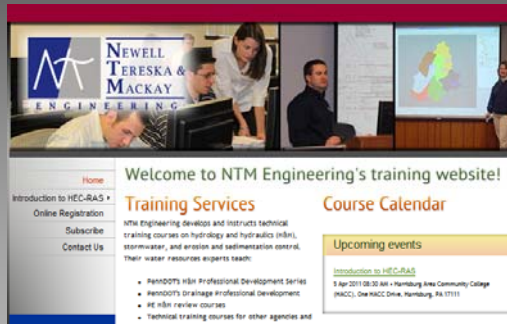 NEWELL
TERESKA &
MACKAY
ENGINEERING
Welcome to NTM Engineering's training website!
Home
Introduction to HEC-RAS
Online Registration
Subscribe
Contact Us
Training Services
NTM Engineering develops and instructs technical
training courses on hydrology and hydraulics (H&H),
stormwater, and erosion and sedimentation control.
Their water resources experts teach:
PennDOT's H&H Professional Development Series
PennDOT's Drainage Professional Development
PE H&H review courses
Technical training courses for other agencies and
Course Calendar
Upcoming events
Introduction to HEC-RAS
5 Apr 2011 08:30 AM • Harrisburg Area Community College
(HACC), One HACC Drive, Harrisburg, PA 17111